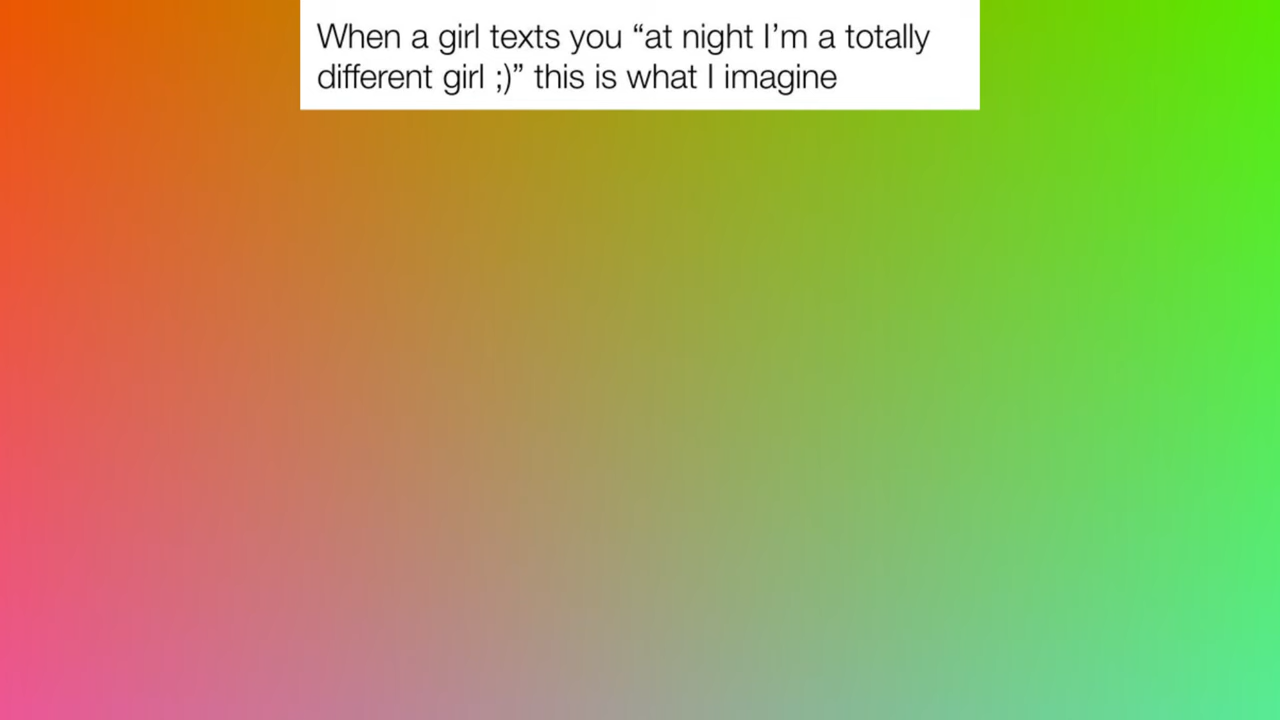 When a girl texts you “at night I’m a totally
different girl ;)” this is what I imagine